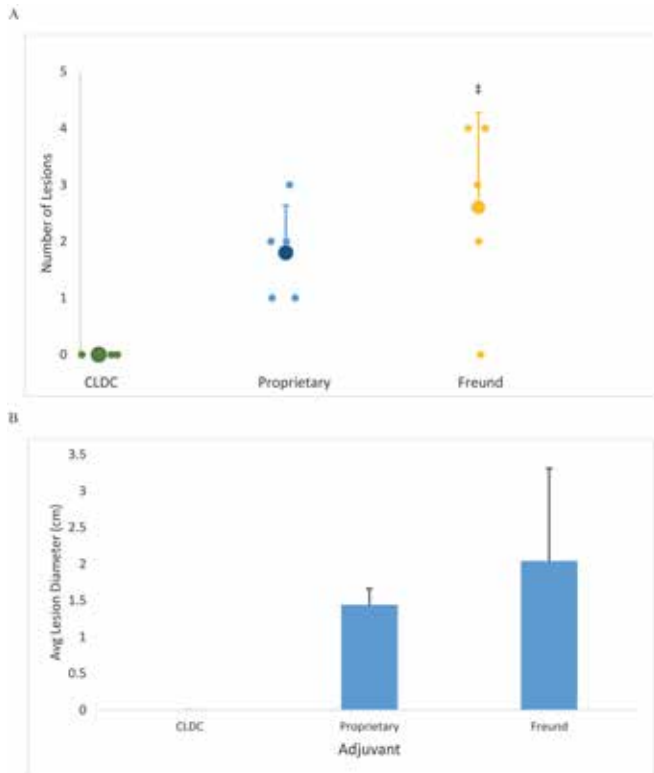 A
5
‡
4
3
Number of Lesions
2
1
0
CLDC Proprietary Freund
B
3.5
3
2.5
2
Avg Lesion Diameter (cm)
1.5
1
0.5
0
CLDC Proprietary Freund
Adjuvant